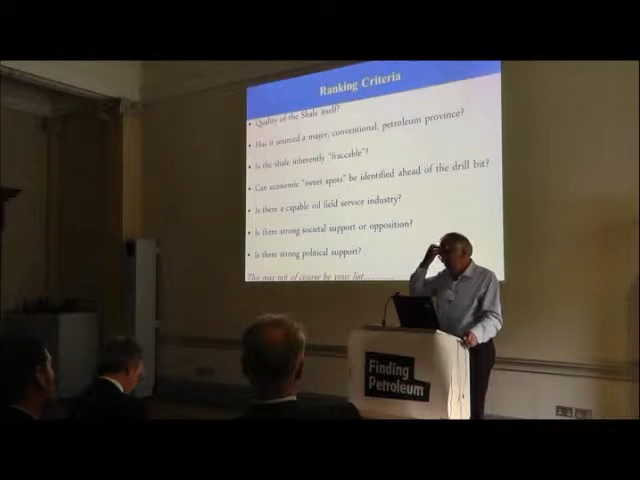 Ranking Criteria
• Quality of the Shale itself?
• Has it sourced a major, conventional, petroleum province?
• Is the shale inherently "fraccable"?
• Can economic "sweet spots" be identified ahead of the drill bit?
• Is there a capable oil field service industry?
• Is there strong societal support or opposition?
• Is there strong political support?
This may not of course be your list..........
Finding
Petroleum